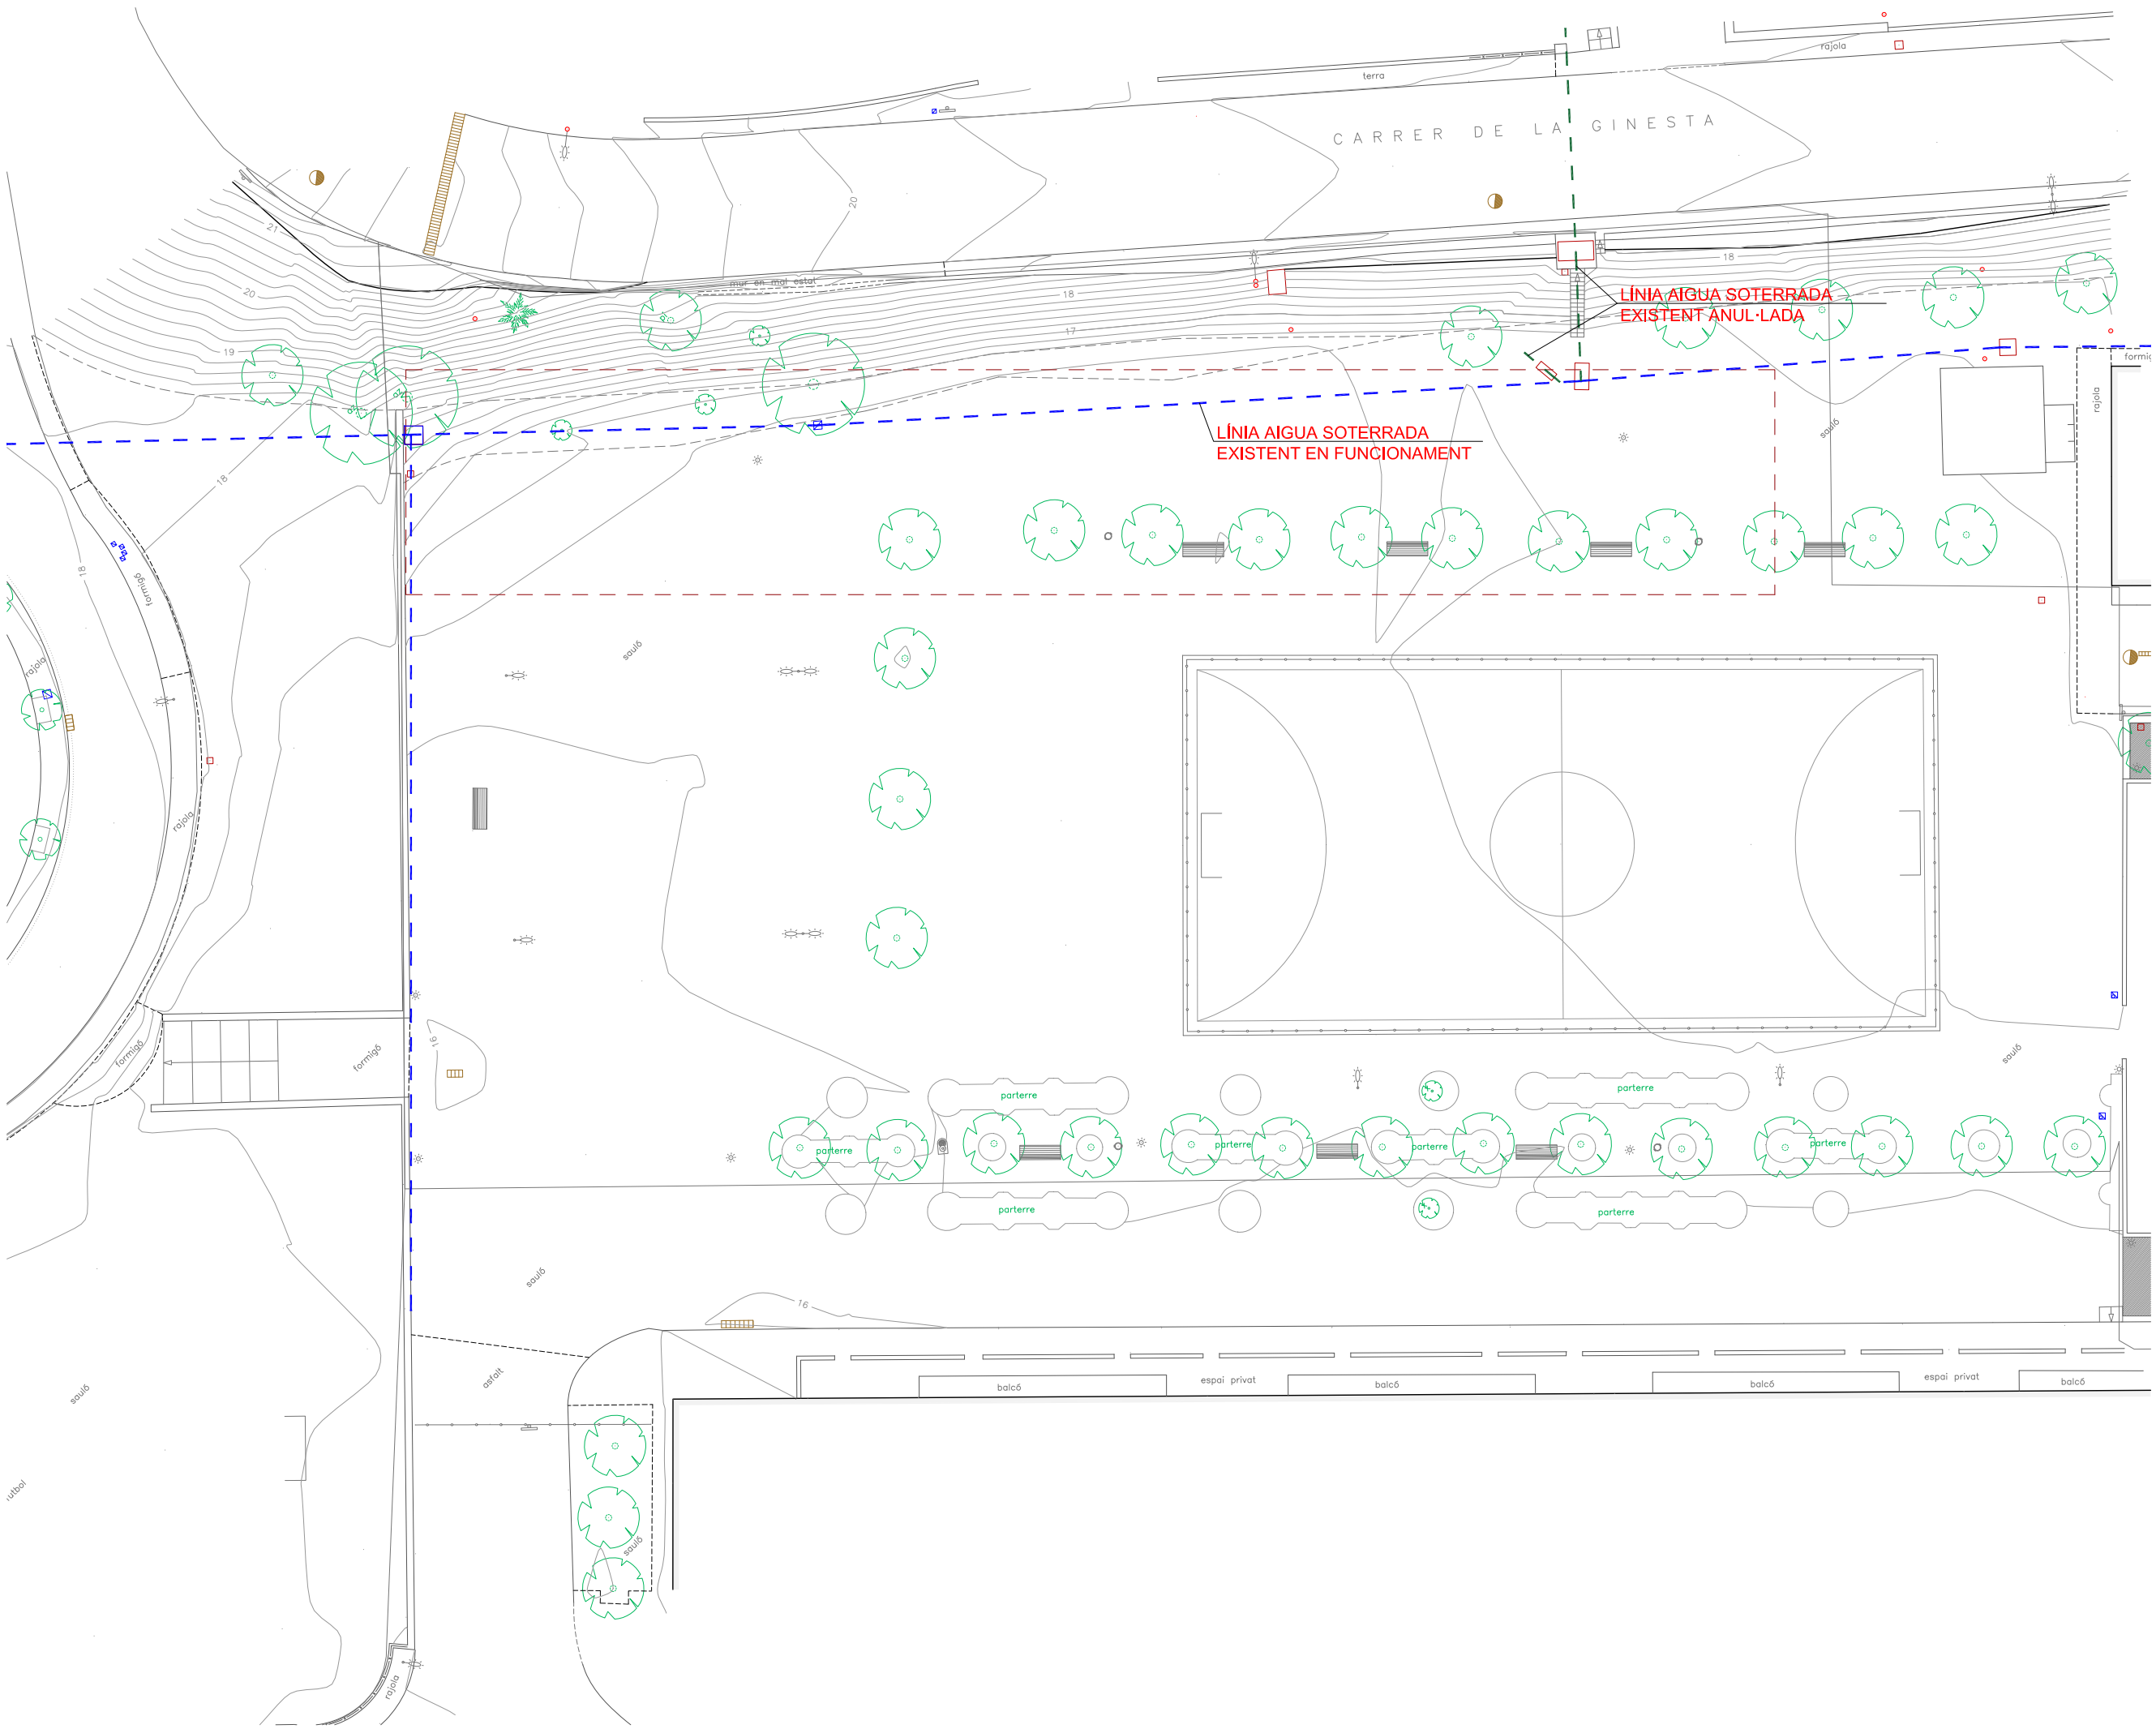 rajola
terra
CARRER DE LA GINESTA
20
21
18
mur en mal estat
20
18
LÍNIA AIGUA SOTERRADA
EXISTENT ANUL·LADA
17
19
rajola
sauló
LÍNIA AIGUA SOTERRADA
EXISTENT EN FUNCIONAMENT
18
18
formigó
sauló
rajola
rajola
16
formigó
formigó
sauló
parterre
parterre
parterre
parterre
parterre
parterre
parterre
parterre
sauló
16
asfalt
sauló
balcó
espai privat
balcó
balcó
espai privat
balcó
sauló
rajola